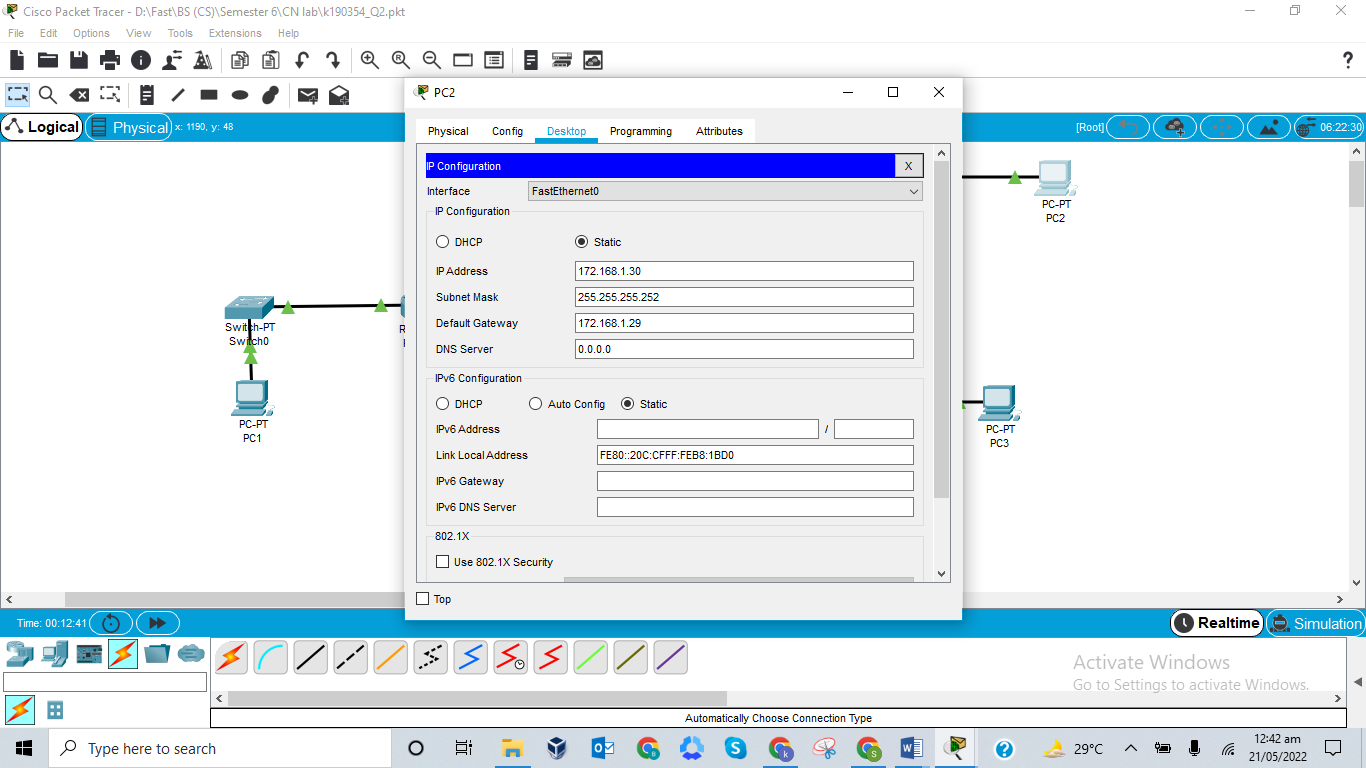 Cisco Packet Tracer - D:\Fast\BS (CS)\Semester 6\CN lab\k190354_Q2.pkt
File Edit Options View Tools Extensions Help
?
Logical Physical x: 1190, y: 48 [Root] 06:22:30
PC2
Physical Config Desktop Programming Attributes
IP Configuration X
Interface FastEthernet0
IP Configuration
DHCP Static
IP Address 172.168.1.30
Subnet Mask 255.255.255.252
Default Gateway 172.168.1.29
DNS Server 0.0.0.0
IPv6 Configuration
DHCP Auto Config Static
IPv6 Address /
Link Local Address FE80::20C:CFFF:FEB8:1BD0
IPv6 Gateway
IPv6 DNS Server
802.1X
Use 802.1X Security
Top
PC-PT
PC2
Switch-PT
Switch0
R
PC-PT
PC1
PC-PT
PC3
Time: 00:12:41 Realtime Simulation
Activate Windows
Go to Settings to activate Windows.
Automatically Choose Connection Type
Type here to search
29°C
12:42 am
21/05/2022